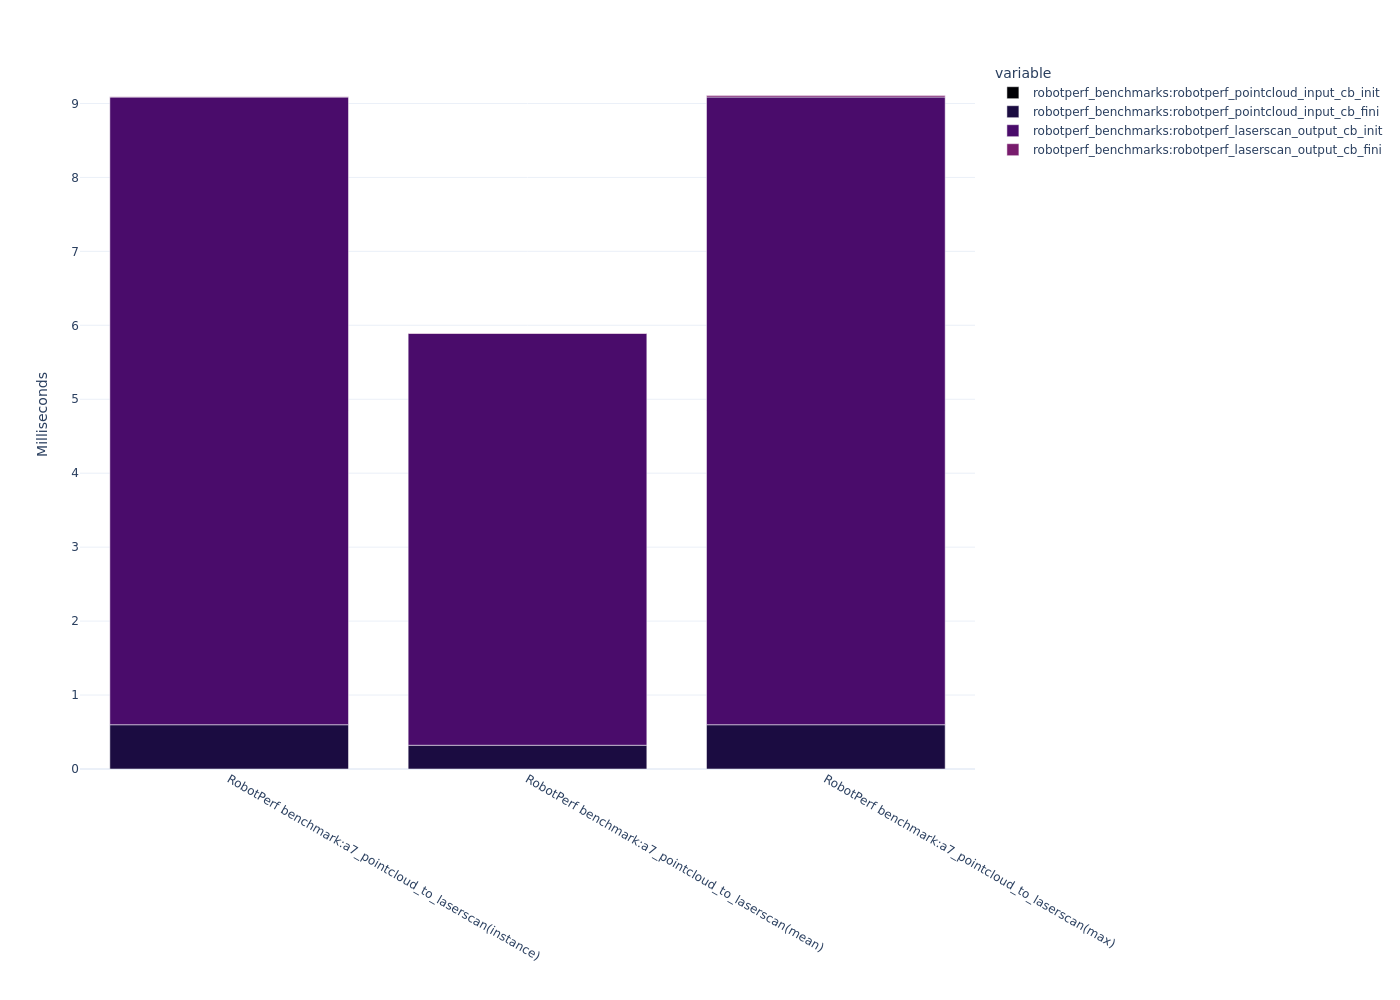 variable
robotperf_benchmarks:robotperf_pointcloud_input_cb_init
robotperf_benchmarks:robotperf_pointcloud_input_cb_fini
robotperf_benchmarks:robotperf_laserscan_output_cb_init
robotperf_benchmarks:robotperf_laserscan_output_cb_fini
Milliseconds
9
8
7
6
5
4
3
2
1
0
RobotPerf benchmark:a7_pointcloud_to_laserscan(instance)
RobotPerf benchmark:a7_pointcloud_to_laserscan(mean)
RobotPerf benchmark:a7_pointcloud_to_laserscan(max)